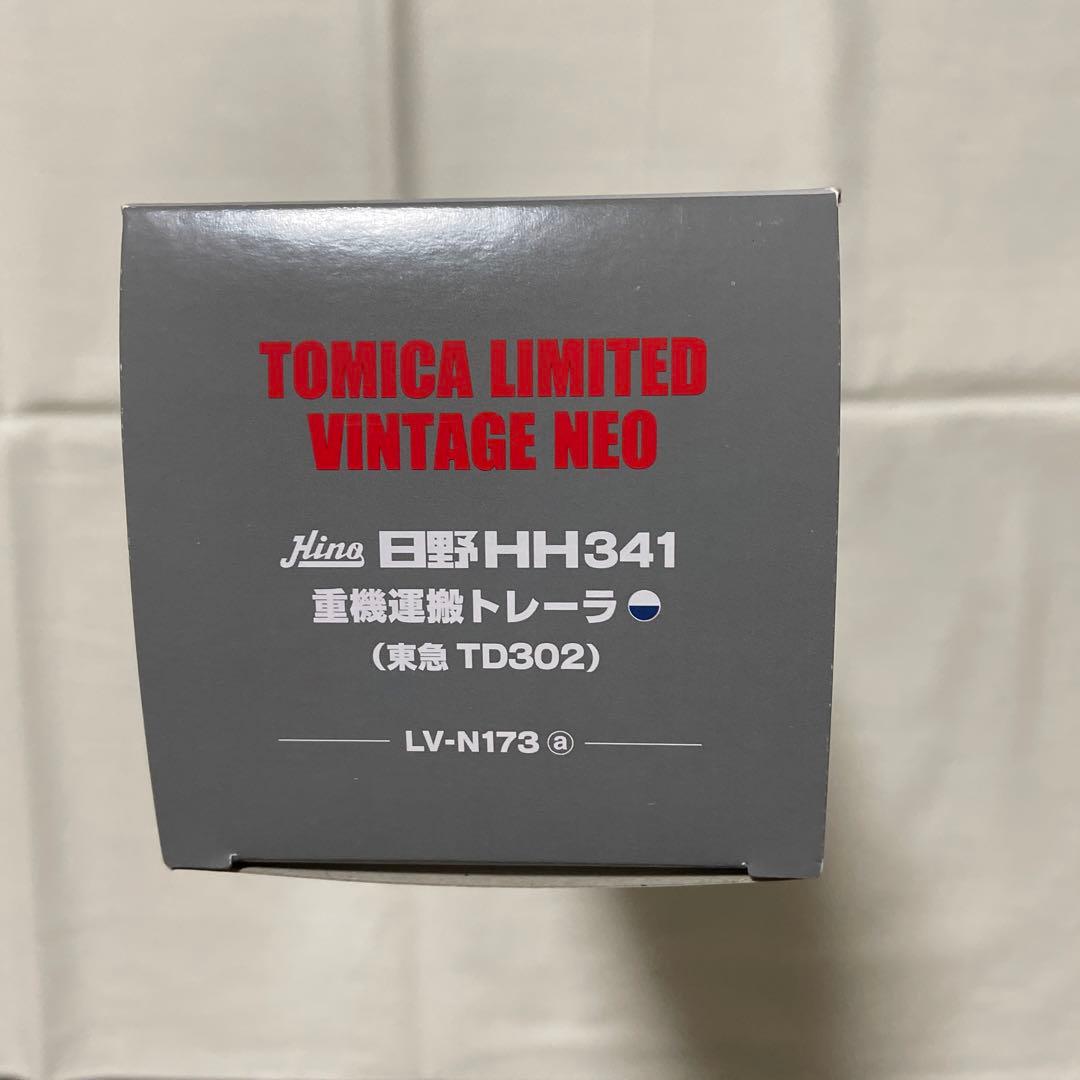 TOMICA LIMITED
VINTAGE NEO
Hino 日野HH341
重機運搬トレーラ
(東急 TD302)
LV-N173 ⓐ